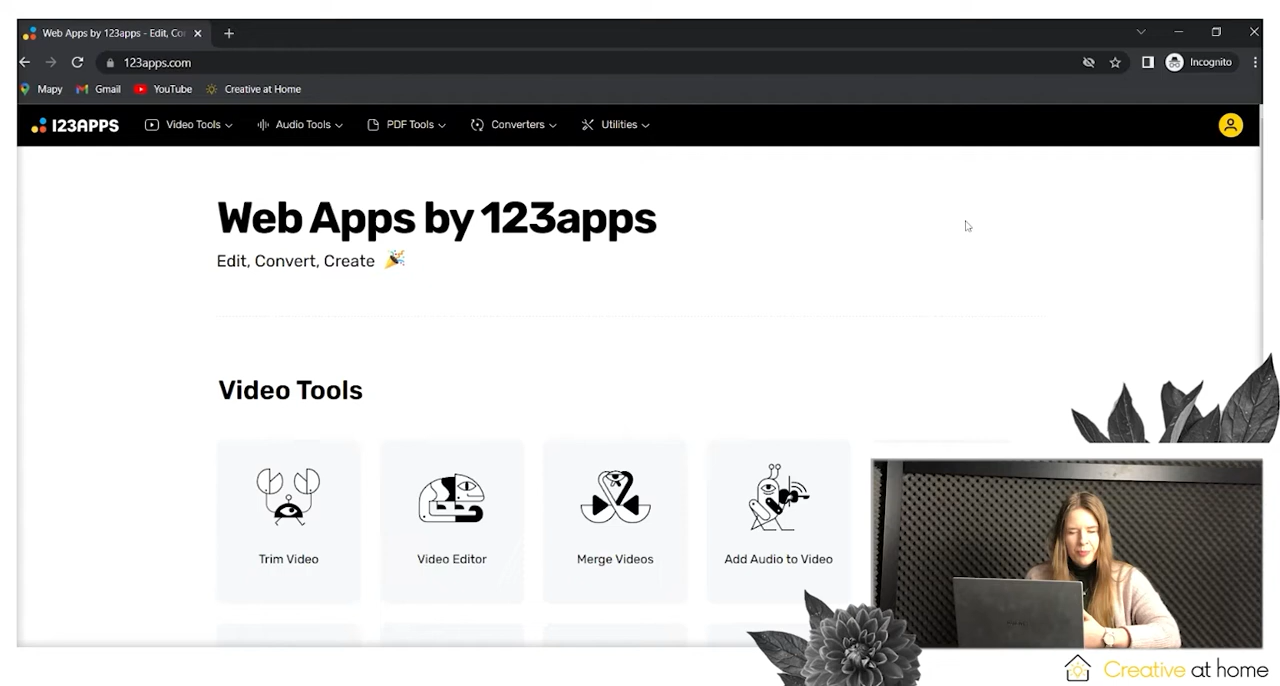 Web Apps by 123apps - Edit, Co
123apps.com
Incognito
Mapy Gmail YouTube Creative at Home
123APPS Video Tools Audio Tools PDF Tools Converters Utilities
Web Apps by 123apps
Edit, Convert, Create
Video Tools
Trim Video Video Editor Merge Videos Add Audio to Video
Creative at home